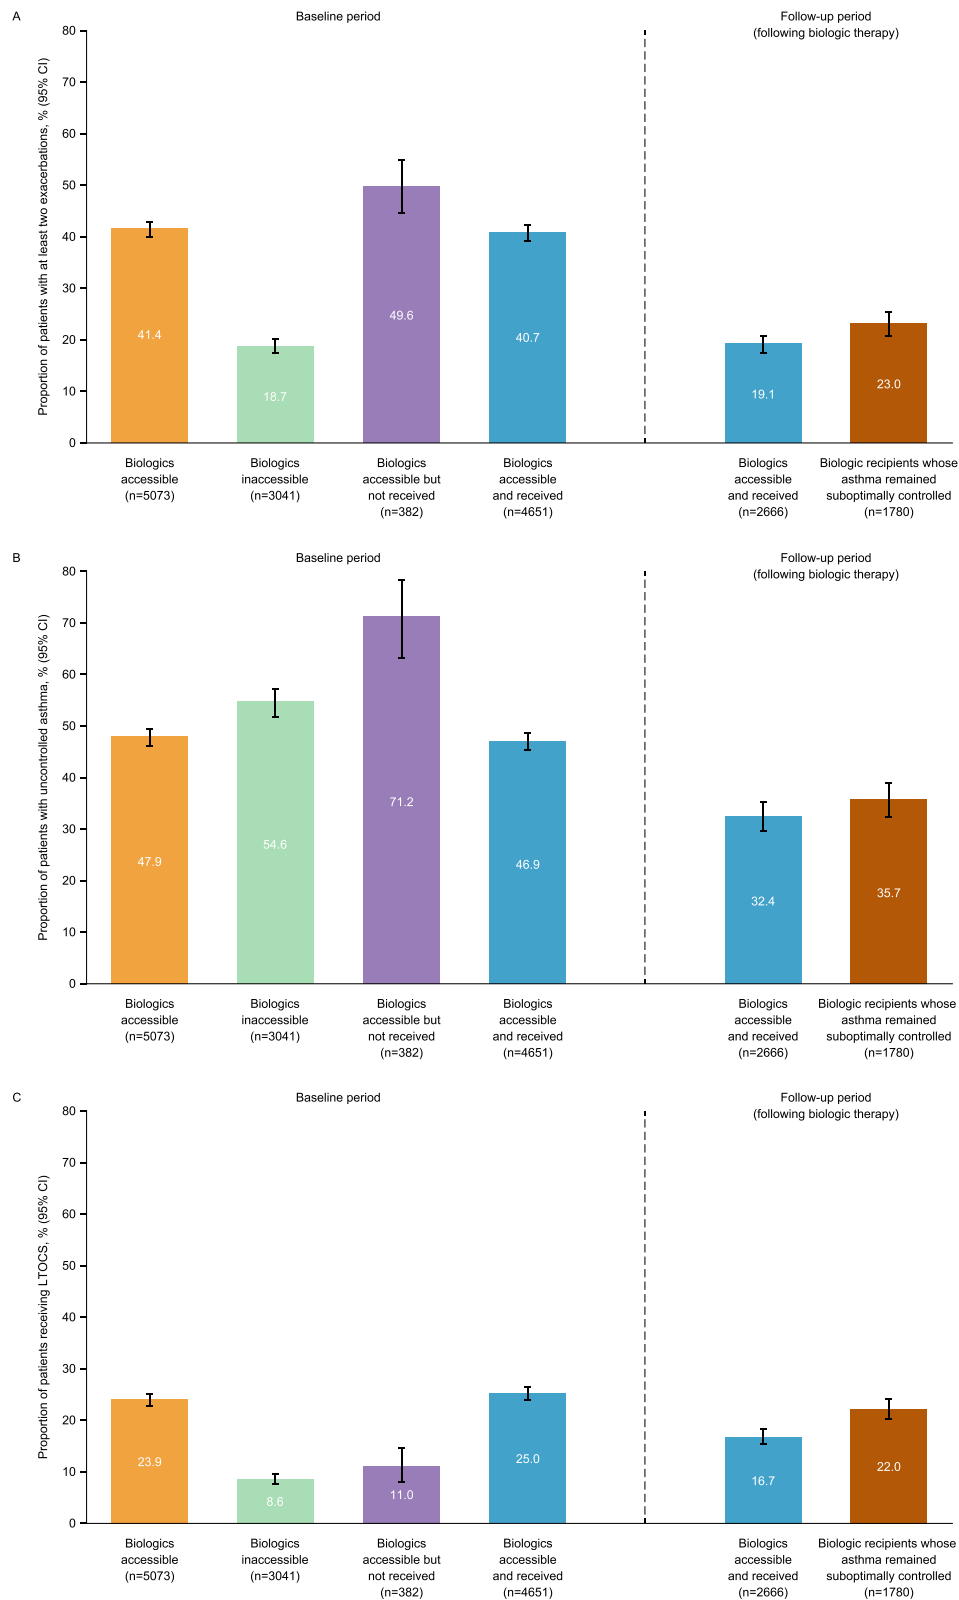 A
Baseline period
Follow-up period
(following biologic therapy)
Proportion of patients with at least two exacerbations, % (95% CI)
80
70
60
50
40
30
20
10
0
41.4
18.7
49.6
40.7
19.1
23.0
Biologics
accessible
(n=5073)
Biologics
inaccessible
(n=3041)
Biologics
accessible but
not received
(n=382)
Biologics
accessible
and received
(n=4651)
Biologics
accessible
and received
(n=2666)
Biologic recipients whose
asthma remained
suboptimally controlled
(n=1780)
B
Baseline period
Follow-up period
(following biologic therapy)
Proportion of patients with uncontrolled asthma, % (95% CI)
80
70
60
50
40
30
20
10
0
47.9
54.6
71.2
46.9
32.4
35.7
Biologics
accessible
(n=5073)
Biologics
inaccessible
(n=3041)
Biologics
accessible but
not received
(n=382)
Biologics
accessible
and received
(n=4651)
Biologics
accessible
and received
(n=2666)
Biologic recipients whose
asthma remained
suboptimally controlled
(n=1780)
C
Baseline period
Follow-up period
(following biologic therapy)
Proportion of patients receiving LTOCS, % (95% CI)
80
70
60
50
40
30
20
10
0
23.9
8.6
11.0
25.0
16.7
22.0
Biologics
accessible
(n=5073)
Biologics
inaccessible
(n=3041)
Biologics
accessible but
not received
(n=382)
Biologics
accessible
and received
(n=4651)
Biologics
accessible
and received
(n=2666)
Biologic recipients whose
asthma remained
suboptimally controlled
(n=1780)